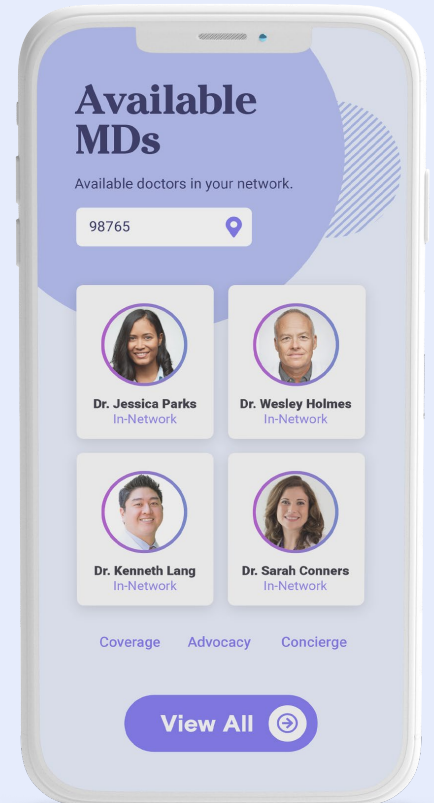 Available
MDs
Available doctors in your network.
98765
Dr. Jessica Parks
In-Network
Dr. Wesley Holmes
In-Network
Dr. Kenneth Lang
In-Network
Dr. Sarah Conners
In-Network
Coverage Advocacy Concierge
View All